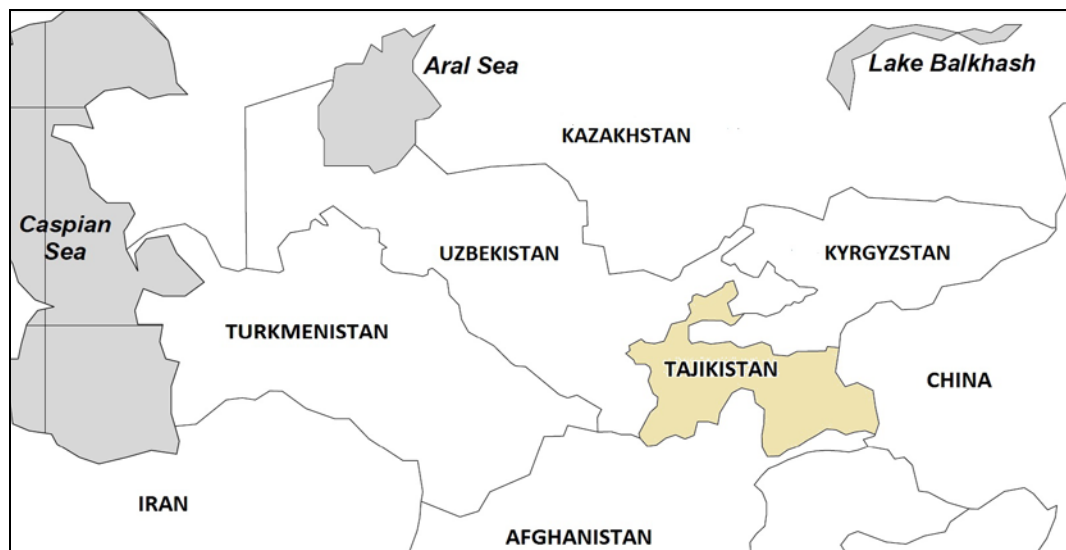 Aral Sea
Lake Balkhash
KAZAKHSTAN
Caspian
Sea
UZBEKISTAN
KYRGYZSTAN
TURKMENISTAN
TAJIKISTAN
CHINA
IRAN
AFGHANISTAN